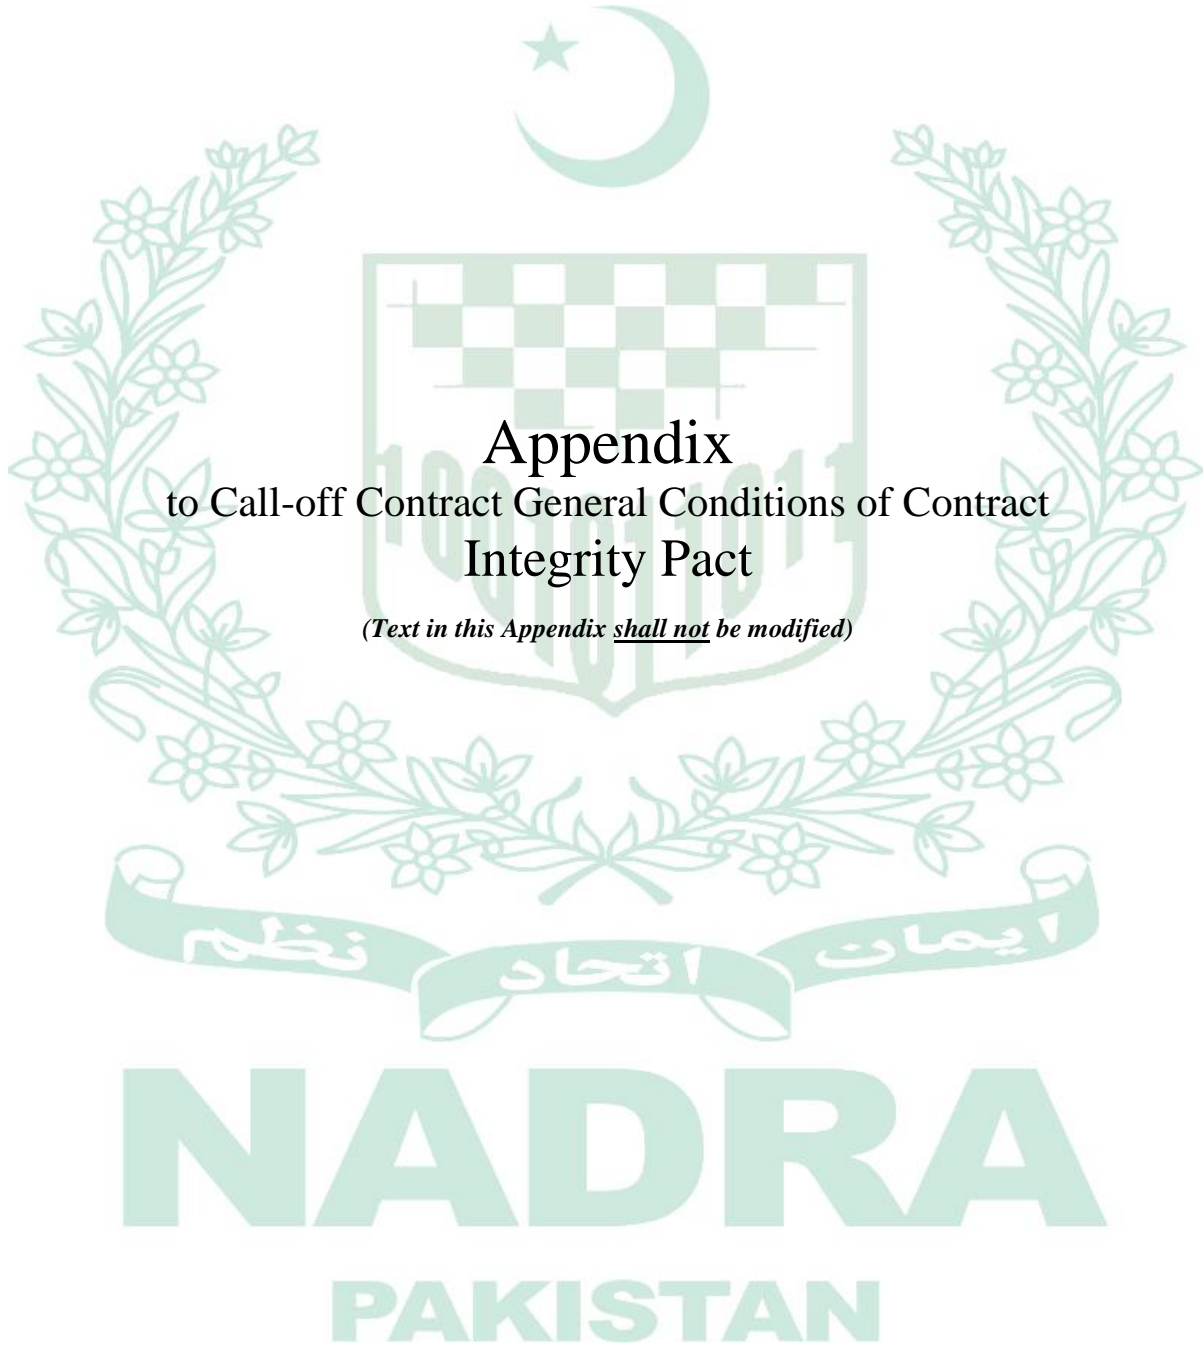 Appendix
to Call-off Contract General Conditions of Contract
Integrity Pact
(Text in this Appendix shall not be modified)
ایمان اتحاد نظم
NADRA
PAKISTAN